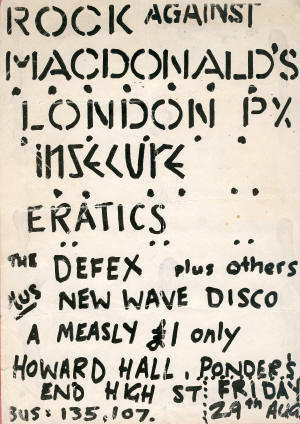 ROCK AGAINST
MACDONALD'S
LONDON PX
INSECURE
ERATICS
THE DEFEX plus others
PLUS NEW WAVE DISCO
A MEASLY £1 only
HOWARD HALL, PONDERS
END HIGH ST FRIDAY
BUS: 135, 107. 29th AUG